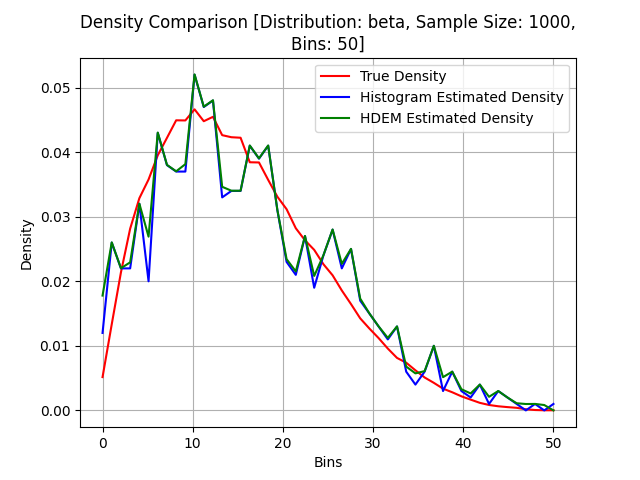 Density Comparison [Distribution: beta, Sample Size: 1000,
Bins: 50]
True Density
Histogram Estimated Density
HDEM Estimated Density
Density
0.05
0.04
0.03
0.02
0.01
0.00
0 10 20 30 40 50
Bins